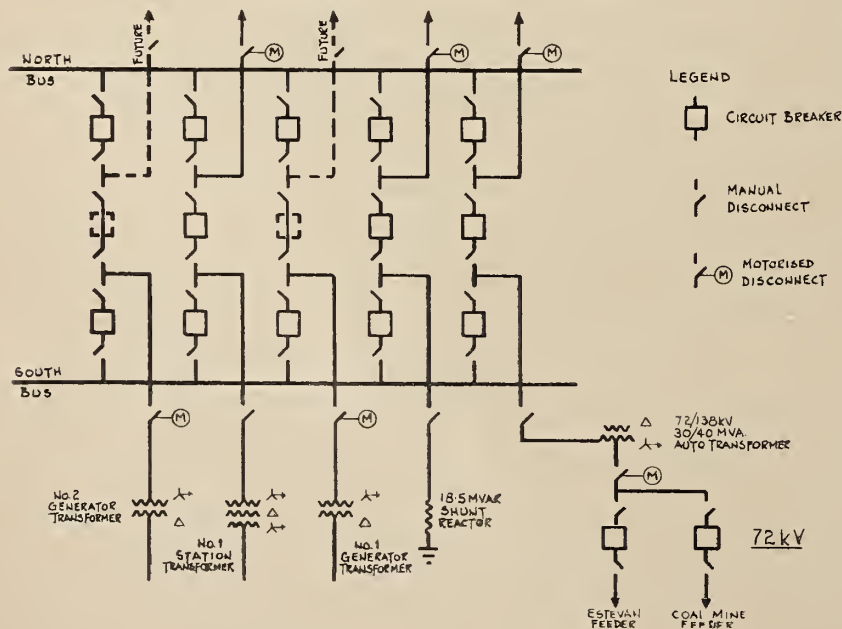 FUTURE
FUTURE
M
M
M
NORTH
BUS
LEGEND
CIRCUIT BREAKER
MANUAL
DISCONNECT
M
MOTORISED
DISCONNECT
SOUTH
BUS
M
M
72/138kV
30/40 MVA.
AUTO TRANSFORMER
M
No.2
GENERATOR
TRANSFORMER
No.1
STATION
TRANSFORMER
No.1
GENERATOR
TRANSFORMER
18.5 MVAR
SHUNT
REACTOR
72kV
ESTEVAN
FEEDER
COAL MINE
FEEDER